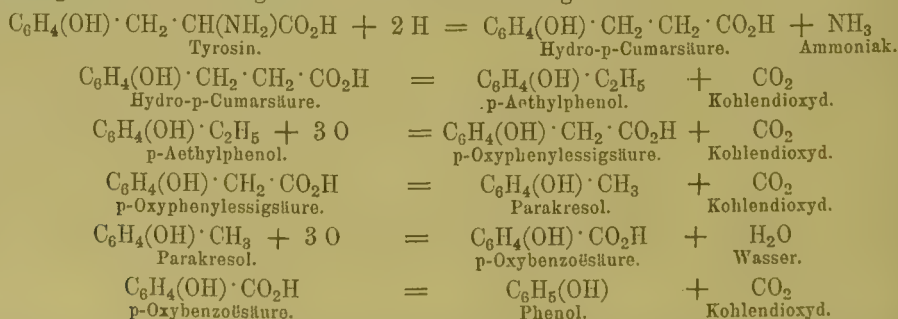 C₆H₄(OH)·CH₂·CH(NH₂)CO₂H + 2 H = C₆H₄(OH)·CH₂·CH₂·CO₂H + NH₃
Tyrosin. Hydro-p-Cumarsäure. Ammoniak.
C₆H₄(OH)·CH₂·CH₂·CO₂H = C₆H₄(OH)·C₂H₅ + CO₂
Hydro-p-Cumarsäure. p-Aethylphenol. Kohlendioxyd.
C₆H₄(OH)·C₂H₅ + 3 O = C₆H₄(OH)·CH₂·CO₂H + CO₂
p-Aethylphenol. p-Oxyphenylessigsäure. Kohlendioxyd.
C₆H₄(OH)·CH₂·CO₂H = C₆H₄(OH)·CH₃ + CO₂
p-Oxyphenylessigsäure. Parakresol. Kohlendioxyd.
C₆H₄(OH)·CH₃ + 3 O = C₆H₄(OH)·CO₂H + H₂O
Parakresol. p-Oxybenzoësäure. Wasser.
C₆H₄(OH)·CO₂H = C₆H₅(OH) + CO₂
p-Oxybenzoësäure. Phenol. Kohlendioxyd.